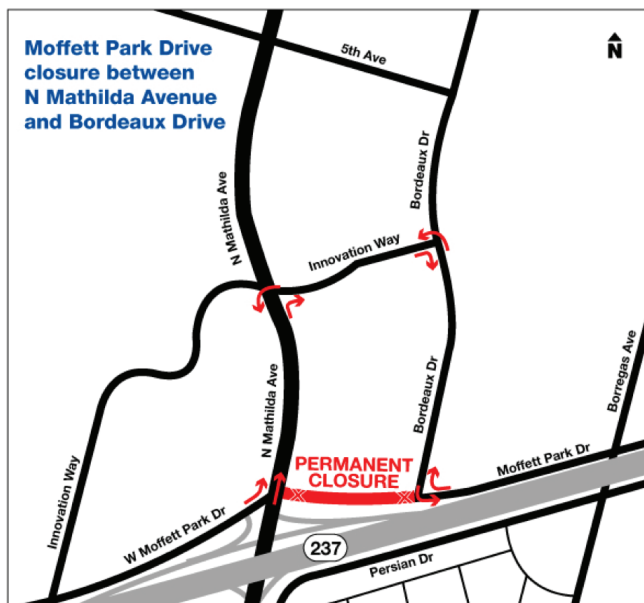 Moffett Park Drive
closure between
N Mathilda Avenue
and Bordeaux Drive
5th Ave
N
Bordeaux Dr
N Mathilda Ave
Innovation Way
Bordeaux Dr
Borregas Ave
N Mathilda Ave
PERMANENT
CLOSURE
Moffett Park Dr
Innovation Way
W Moffett Park Dr
237
Persian Dr